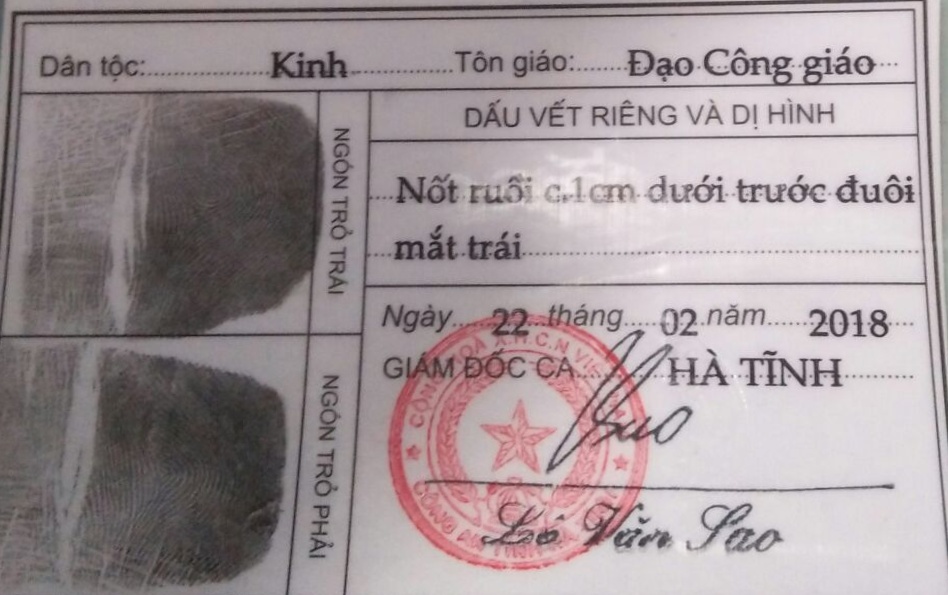 Dân tộc: Kinh Tôn giáo: Đạo Công giáo
NGÓN TRỎ TRÁI
NGÓN TRỎ PHẢI
DẤU VẾT RIÊNG VÀ DỊ HÌNH
Nốt ruồi c.1cm dưới trước đuôi
mắt trái
Ngày 22 tháng 02 năm 2018
GIÁM ĐỐC CA HÀ TĨNH
Lê Văn Sao